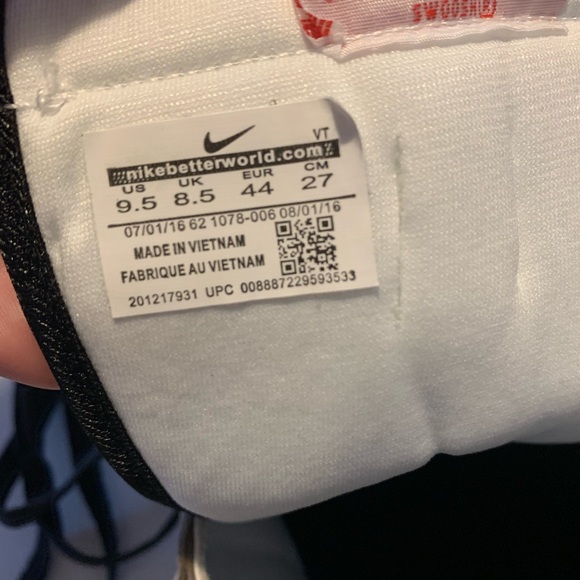 SWOOSH(R)
VT
nikebetterworld.com
US UK EUR CM
9.5 8.5 44 27
07/01/16 62 1078-006 08/01/16
MADE IN VIETNAM
FABRIQUE AU VIETNAM
201217931 UPC 008887229593533